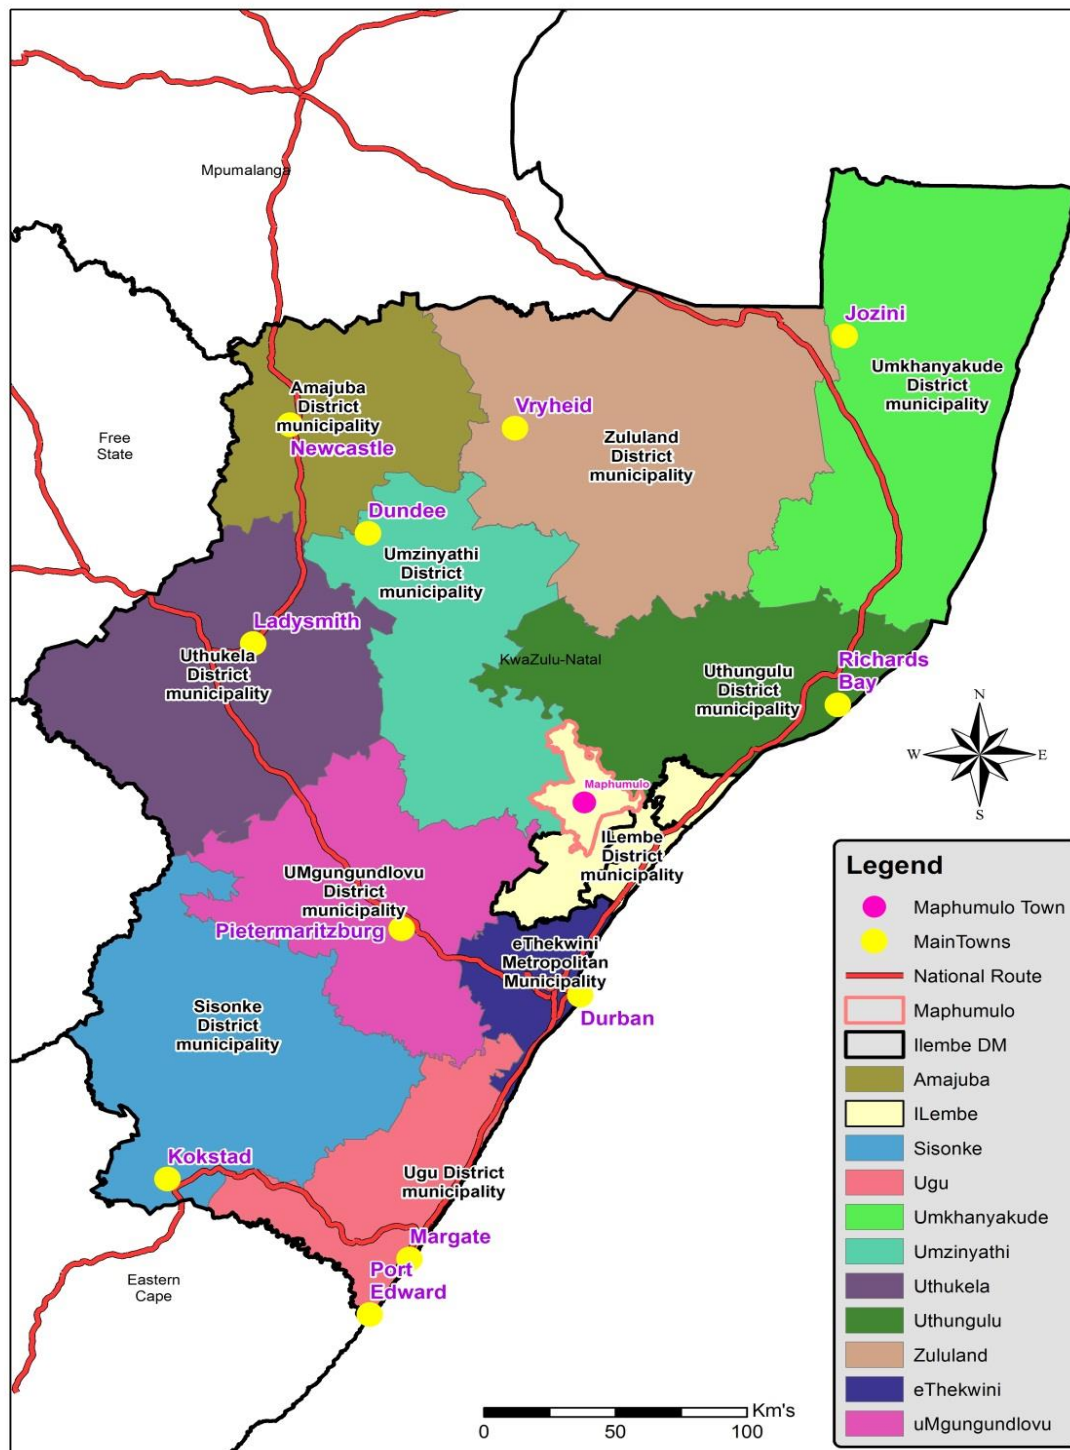 Mpumalanga
Jozini
Umkhanyakude
District
municipality
Amajuba
District
municipality
Newcastle
Vryheid
Zululand
District
municipality
Free
State
Dundee
Umzinyathi
District
municipality
Ladysmith
Uthukela
District
municipality
KwaZulu-Natal
Uthungulu
District
municipality
Richards
Bay
N
W
E
S
Maphumulo
ILembe
District
municipality
UMgungundlovu
District
municipality
Pietermaritzburg
eThekwini
Metropolitan
Municipality
Durban
Sisonke
District
municipality
Kokstad
Ugu District
municipality
Margate
Port
Edward
Eastern
Cape
Legend
Maphumulo Town
MainTowns
National Route
Maphumulo
Ilembe DM
Amajuba
ILembe
Sisonke
Ugu
Umkhanyakude
Umzinyathi
Uthukela
Uthungulu
Zululand
eThekwini
uMgungundlovu
Km's
0 50 100